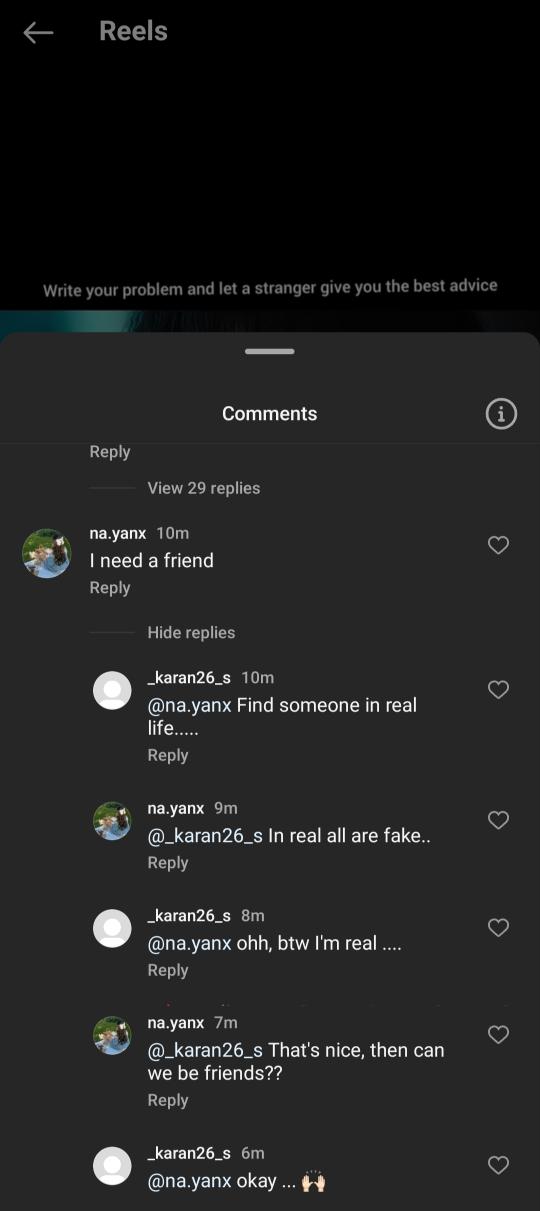 Reels
Write your problem and let a stranger give you the best advice
Comments
Reply
View 29 replies
na.yanx 10m
I need a friend
Reply
Hide replies
_karan26_s 10m
@na.yanx Find someone in real
life.....
Reply
na.yanx 9m
@_karan26_s In real all are fake..
Reply
_karan26_s 8m
@na.yanx ohh, btw I'm real ....
Reply
na.yanx 7m
@_karan26_s That's nice, then can
we be friends??
Reply
_karan26_s 6m
@na.yanx okay ... 🙌🏻